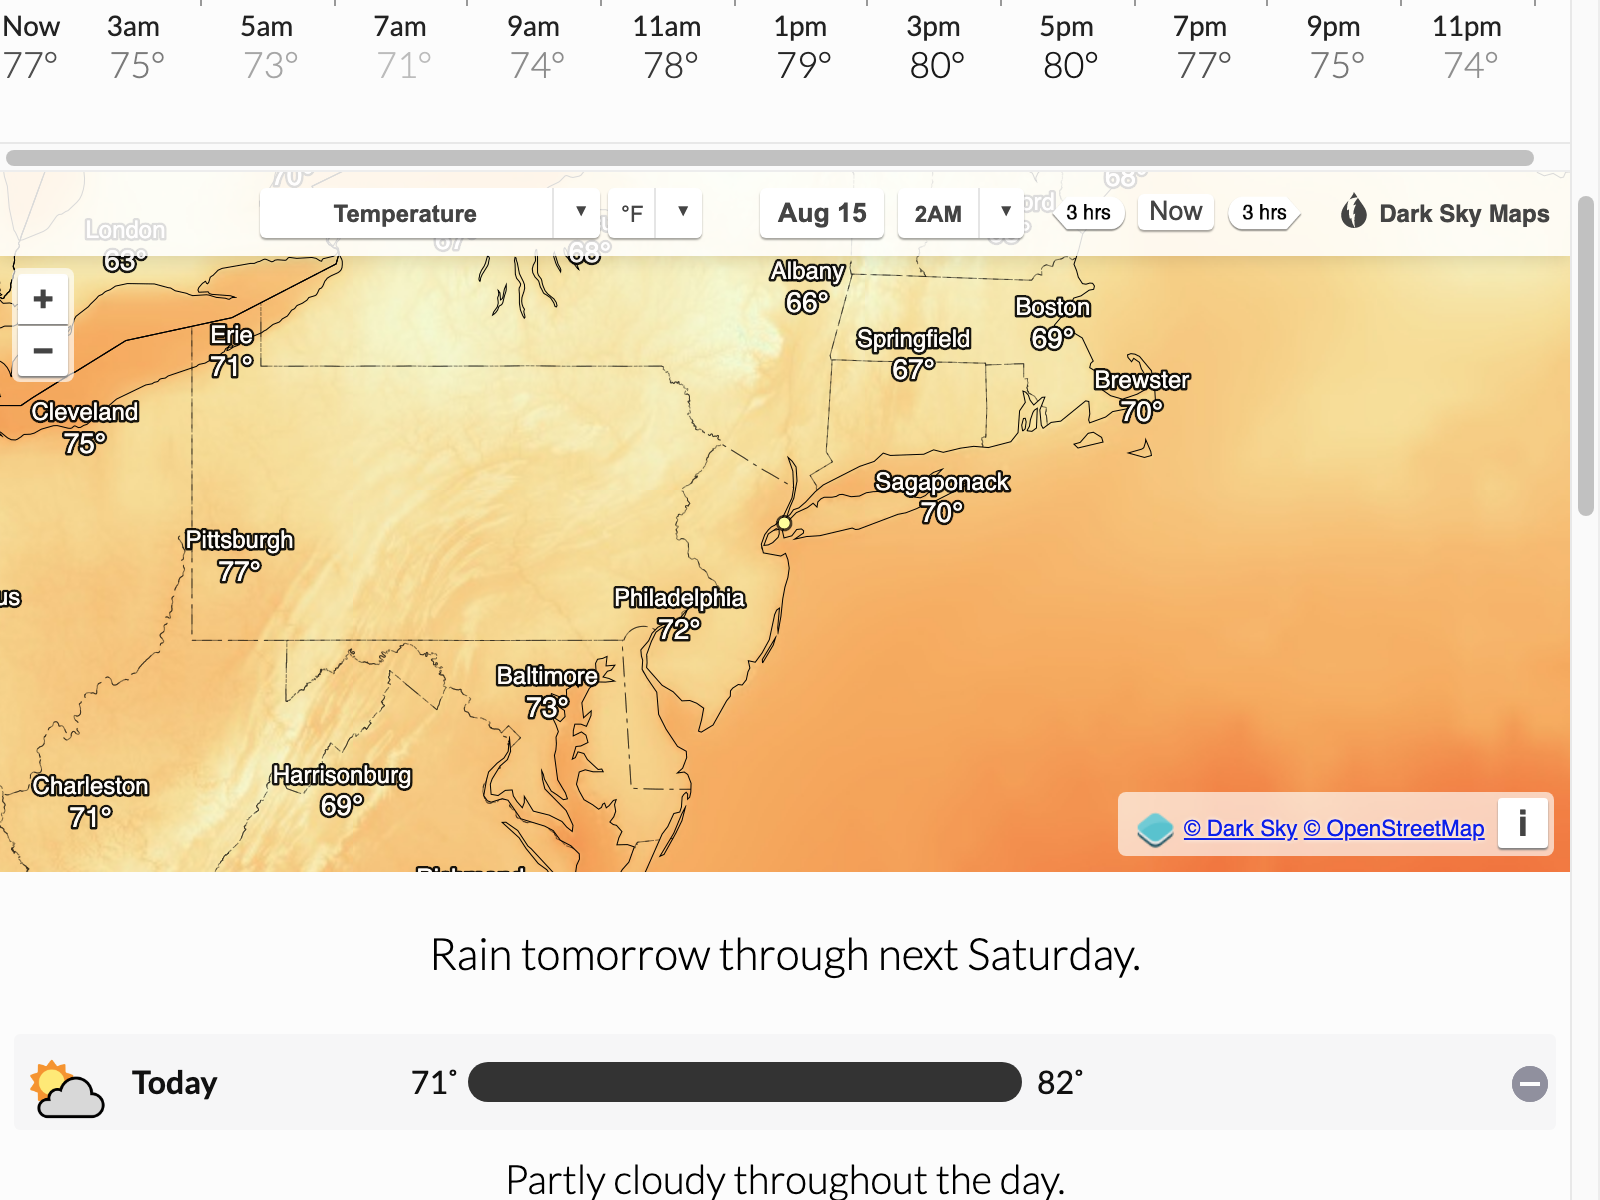 Now 3am 5am 7am 9am 11am 1pm 3pm 5pm 7pm 9pm 11pm
77° 75° 73° 71° 74° 78° 79° 80° 80° 77° 75° 74°
70° 68°
Temperature °F Aug 15 2AM 3 hrs Now 3 hrs Dark Sky Maps
London
63°
67°
68°
+
−
Albany
66°
Boston
69°
Erie
71°
Springfield
67°
Brewster
70°
Cleveland
75°
Sagaponack
70°
Pittsburgh
77°
Philadelphia
72°
Baltimore
73°
Harrisonburg
69°
Charleston
71°
© Dark Sky © OpenStreetMap i
Rain tomorrow through next Saturday.
Today 71° 82°
Partly cloudy throughout the day.